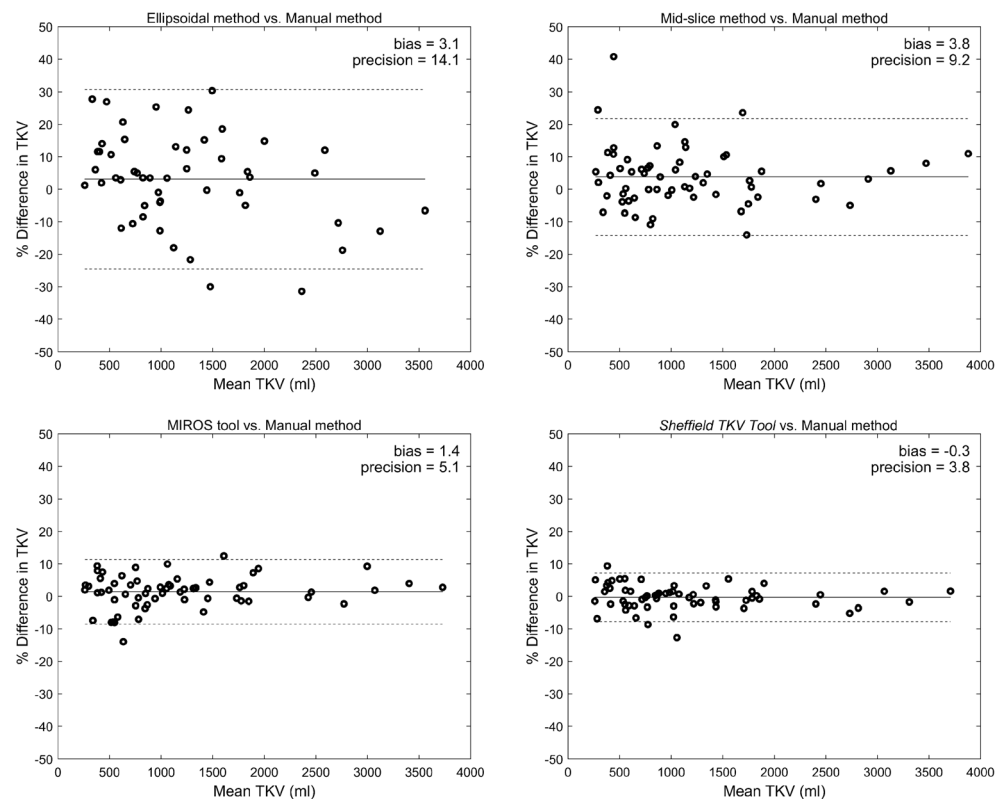 Ellipsoidal method vs. Manual method
bias = 3.1
precision = 14.1
50
40
30
20
10
0
-10
-20
-30
-40
-50
% Difference in TKV
0 500 1000 1500 2000 2500 3000 3500 4000
Mean TKV (ml)
Mid-slice method vs. Manual method
bias = 3.8
precision = 9.2
50
40
30
20
10
0
-10
-20
-30
-40
-50
% Difference in TKV
0 500 1000 1500 2000 2500 3000 3500 4000
Mean TKV (ml)
MIROS tool vs. Manual method
bias = 1.4
precision = 5.1
50
40
30
20
10
0
-10
-20
-30
-40
-50
% Difference in TKV
0 500 1000 1500 2000 2500 3000 3500 4000
Mean TKV (ml)
Sheffield TKV Tool vs. Manual method
bias = -0.3
precision = 3.8
50
40
30
20
10
0
-10
-20
-30
-40
-50
% Difference in TKV
0 500 1000 1500 2000 2500 3000 3500 4000
Mean TKV (ml)